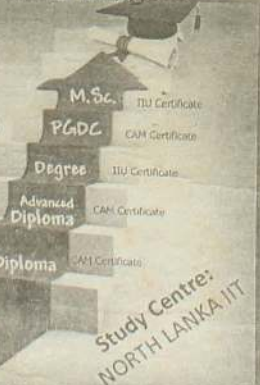 M.Sc. IIU Certificate
PGDC CAM Certificate
Degree IIU Certificate
Advanced
Diploma CAM Certificate
Diploma CAM Certificate
Study Centre:
NORTH LANKA IIT